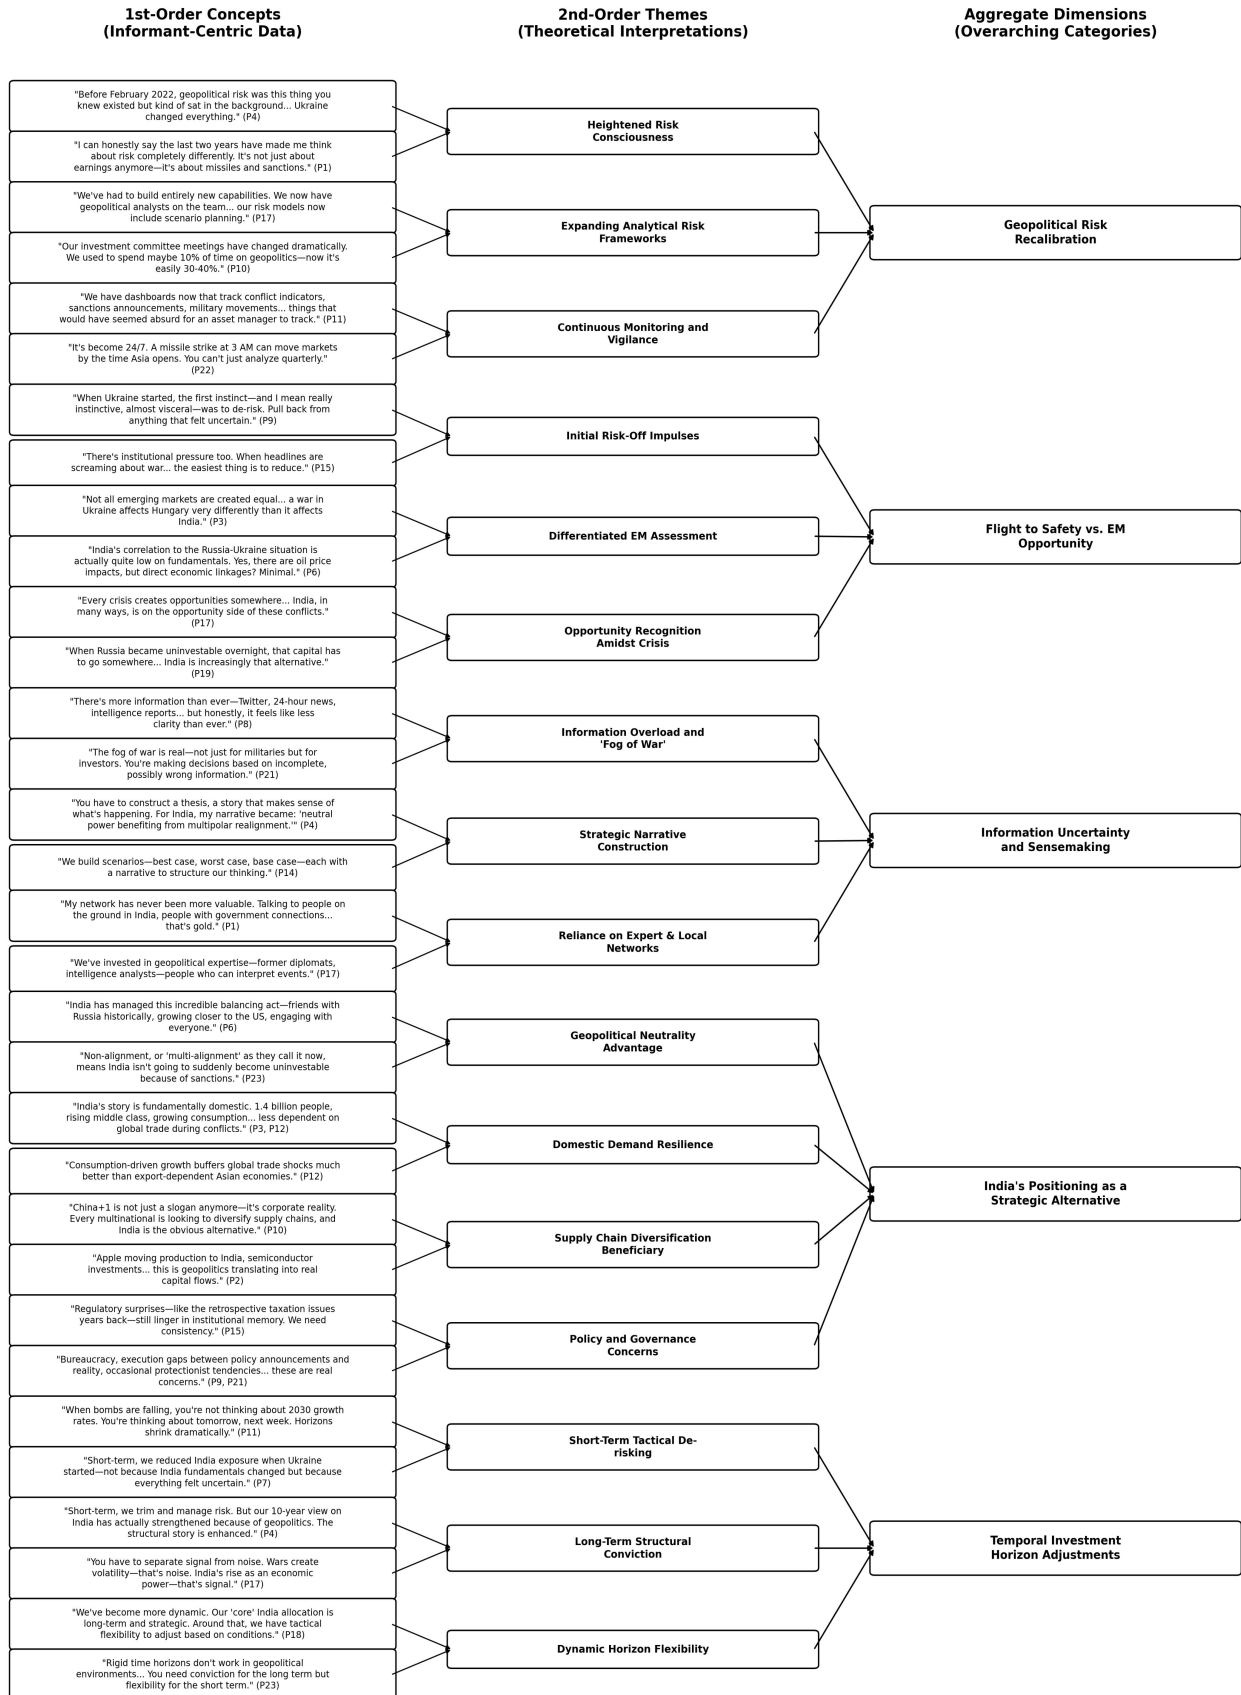 1st-Order Concepts
(Informant-Centric Data)
2nd-Order Themes
(Theoretical Interpretations)
Aggregate Dimensions
(Overarching Categories)
"Before February 2022, geopolitical risk was this thing you
knew existed but kind of sat in the background... Ukraine
changed everything." (P4)
"I can honestly say the last two years have made me think
about risk completely differently. It's not just about
earnings anymore—it's about missiles and sanctions." (P1)
Heightened Risk
Consciousness
"We've had to build entirely new capabilities. We now have
geopolitical analysts on the team... our risk models now
include scenario planning." (P17)
"Our investment committee meetings have changed dramatically.
We used to spend maybe 10% of time on geopolitics—now it's
easily 30-40%." (P10)
Expanding Analytical Risk
Frameworks
"We have dashboards now that track conflict indicators,
sanctions announcements, military movements... things that
would have seemed absurd for an asset manager to track." (P11)
"It's become 24/7. A missile strike at 3 AM can move markets
by the time Asia opens. You can't just analyze quarterly."
(P22)
Continuous Monitoring and
Vigilance
Geopolitical Risk
Recalibration
"When Ukraine started, the first instinct—and I mean really
instinctive, almost visceral—was to de-risk. Pull back from
anything that felt uncertain." (P9)
"There's institutional pressure too. When headlines are
screaming about war... the easiest thing is to reduce." (P15)
Initial Risk-Off Impulses
"Not all emerging markets are created equal... a war in
Ukraine affects Hungary very differently than it affects
India." (P3)
"India's correlation to the Russia-Ukraine situation is
actually quite low on fundamentals. Yes, there are oil price
impacts, but direct economic linkages? Minimal." (P6)
Differentiated EM Assessment
"Every crisis creates opportunities somewhere... India, in
many ways, is on the opportunity side of these conflicts."
(P17)
"When Russia became uninvestable overnight, that capital has
to go somewhere... India is increasingly that alternative."
(P19)
Opportunity Recognition
Amidst Crisis
Flight to Safety vs. EM
Opportunity
"There's more information than ever—Twitter, 24-hour news,
intelligence reports... but honestly, it feels like less
clarity than ever." (P8)
"The fog of war is real—not just for militaries but for
investors. You're making decisions based on incomplete,
possibly wrong information." (P21)
Information Overload and
'Fog of War'
"You have to construct a thesis, a story that makes sense of
what's happening. For India, my narrative became: 'neutral
power benefiting from multipolar realignment.'" (P4)
"We build scenarios—best case, worst case, base case—each with
a narrative to structure our thinking." (P14)
Strategic Narrative
Construction
"My network has never been more valuable. Talking to people on
the ground in India, people with government connections...
that's gold." (P1)
"We've invested in geopolitical expertise—former diplomats,
intelligence analysts—people who can interpret events." (P17)
Reliance on Expert & Local
Networks
Information Uncertainty
and Sensemaking
"India has managed this incredible balancing act—friends with
Russia historically, growing closer to the US, engaging with
everyone." (P6)
"Non-alignment, or 'multi-alignment' as they call it now,
means India isn't going to suddenly become uninvestable
because of sanctions." (P23)
Geopolitical Neutrality
Advantage
"India's story is fundamentally domestic. 1.4 billion people,
rising middle class, growing consumption... less dependent on
global trade during conflicts." (P3, P12)
"Consumption-driven growth buffers global trade shocks much
better than export-dependent Asian economies." (P12)
Domestic Demand Resilience
"China+1 is not just a slogan anymore—it's corporate reality.
Every multinational is looking to diversify supply chains, and
India is the obvious alternative." (P10)
"Apple moving production to India, semiconductor
investments... this is geopolitics translating into real
capital flows." (P2)
Supply Chain Diversification
Beneficiary
"Regulatory surprises—like the retrospective taxation issues
years back—still linger in institutional memory. We need
consistency." (P15)
"Bureaucracy, execution gaps between policy announcements and
reality, occasional protectionist tendencies... these are real
concerns." (P9, P21)
Policy and Governance
Concerns
India's Positioning as a
Strategic Alternative
"When bombs are falling, you're not thinking about 2030 growth
rates. You're thinking about tomorrow, next week. Horizons
shrink dramatically." (P11)
"Short-term, we reduced India exposure when Ukraine
started—not because India fundamentals changed but because
everything felt uncertain." (P7)
Short-Term Tactical De-
risking
"Short-term, we trim and manage risk. But our 10-year view on
India has actually strengthened because of geopolitics. The
structural story is enhanced." (P4)
"You have to separate signal from noise. Wars create
volatility—that's noise. India's rise as an economic
power—that's signal." (P17)
Long-Term Structural
Conviction
"We've become more dynamic. Our 'core' India allocation is
long-term and strategic. Around that, we have tactical
flexibility to adjust based on conditions." (P18)
"Rigid time horizons don't work in geopolitical
environments... You need conviction for the long term but
flexibility for the short term." (P23)
Dynamic Horizon Flexibility
Temporal Investment
Horizon Adjustments